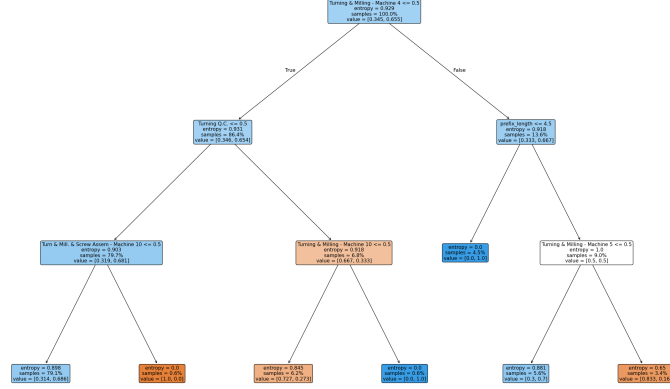 Turning & Milling - Machine 4 <= 0.5
entropy = 0.929
samples = 100.0%
value = [0.345, 0.655]
True
False
Turning Q.C. <= 0.5
entropy = 0.931
samples = 86.4%
value = [0.346, 0.654]
prefix_length <= 4.5
entropy = 0.918
samples = 13.6%
value = [0.333, 0.667]
Turn & Mill. & Screw Assem - Machine 10 <= 0.5
entropy = 0.903
samples = 79.7%
value = [0.319, 0.681]
Turning & Milling - Machine 10 <= 0.5
entropy = 0.918
samples = 6.8%
value = [0.667, 0.333]
entropy = 0.0
samples = 4.5%
value = [0.0, 1.0]
Turning & Milling - Machine 5 <= 0.5
entropy = 1.0
samples = 9.0%
value = [0.5, 0.5]
entropy = 0.898
samples = 79.1%
value = [0.314, 0.686]
entropy = 0.0
samples = 0.6%
value = [1.0, 0.0]
entropy = 0.845
samples = 6.2%
value = [0.727, 0.273]
entropy = 0.0
samples = 0.6%
value = [0.0, 1.0]
entropy = 0.881
samples = 5.6%
value = [0.3, 0.7]
entropy = 0.65
samples = 3.4%
value = [0.833, 0.16